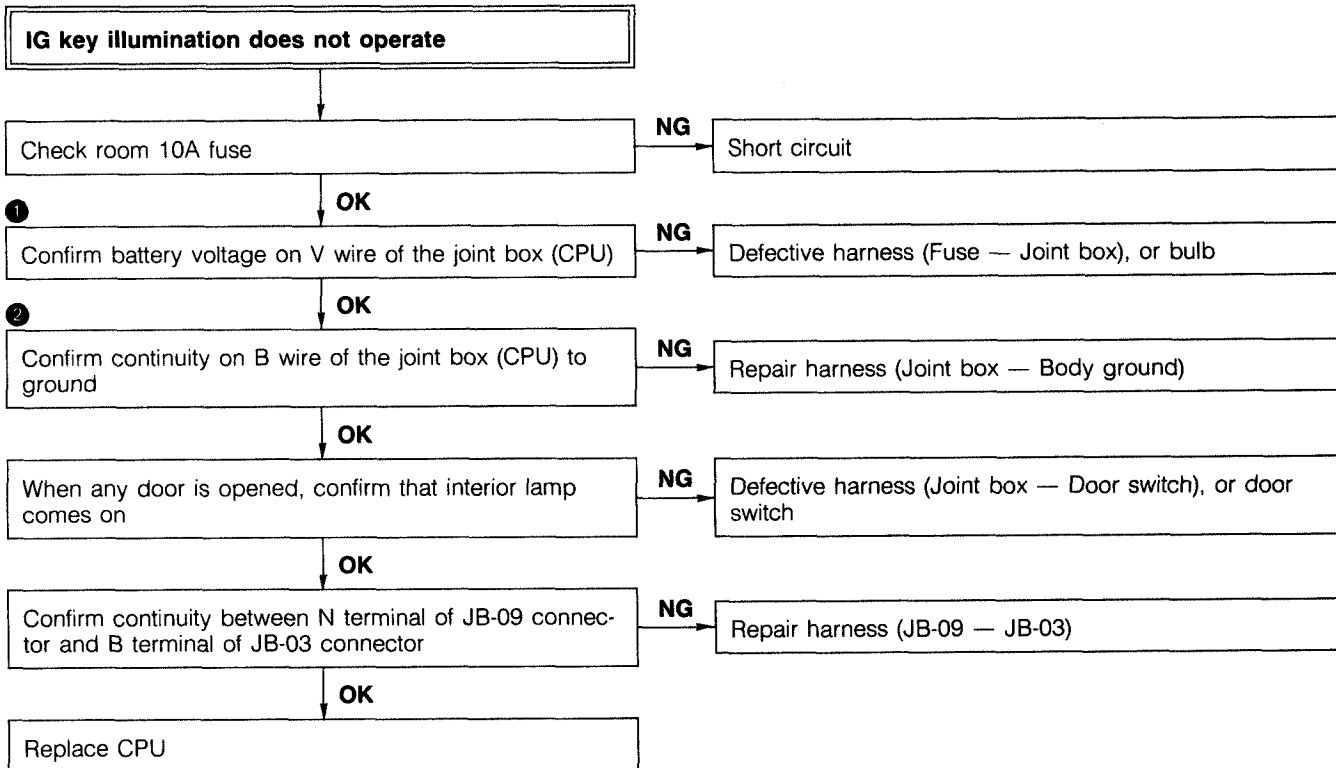 IG key illumination does not operate
Check room 10A fuse
NG
Short circuit
OK
1
Confirm battery voltage on V wire of the joint box (CPU)
NG
Defective harness (Fuse — Joint box), or bulb
OK
2
Confirm continuity on B wire of the joint box (CPU) to
ground
NG
Repair harness (Joint box — Body ground)
OK
When any door is opened, confirm that interior lamp
comes on
NG
Defective harness (Joint box — Door switch), or door
switch
OK
Confirm continuity between N terminal of JB-09 connec-
tor and B terminal of JB-03 connector
NG
Repair harness (JB-09 — JB-03)
OK
Replace CPU